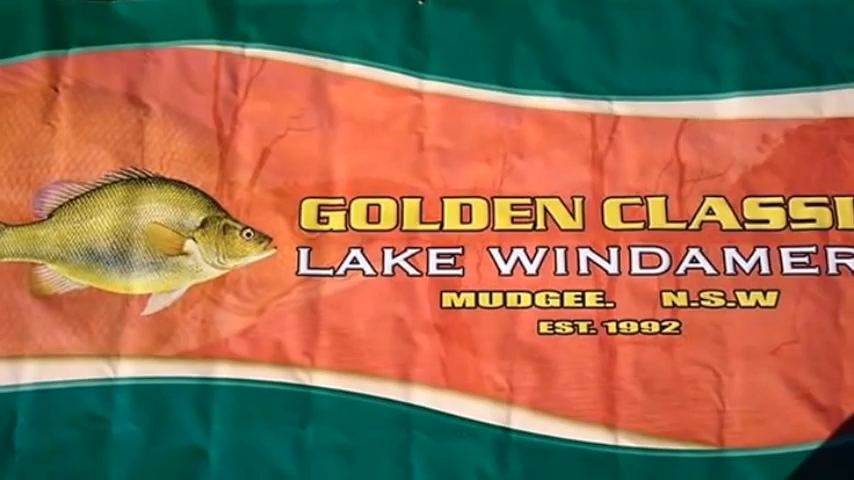 GOLDEN CLASSI
LAKE WINDAMER
MUDGEE. N.S.W
EST. 1992